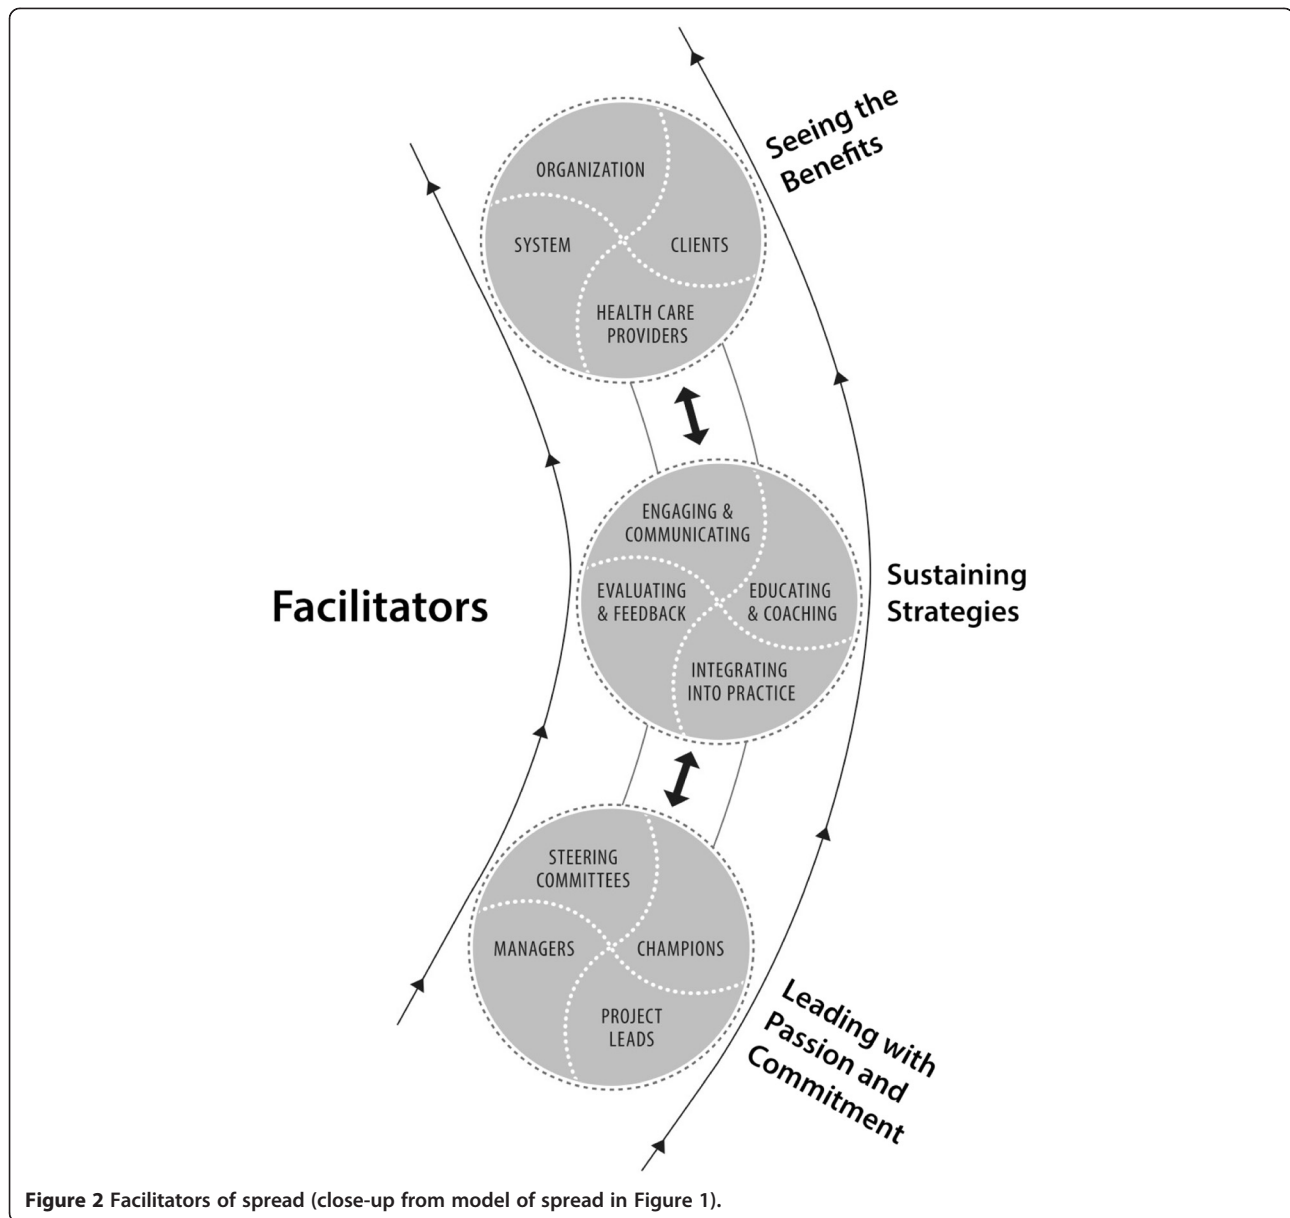 Seeing the
Benefits
ORGANIZATION
SYSTEM
CLIENTS
HEALTH CARE
PROVIDERS
ENGAGING &
COMMUNICATING
EVALUATING
& FEEDBACK
EDUCATING
& COACHING
INTEGRATING
INTO PRACTICE
Facilitators
Sustaining
Strategies
STEERING
COMMITTEES
MANAGERS
CHAMPIONS
PROJECT
LEADS
Leading with
Passion and
Commitment
Figure 2 Facilitators of spread (close-up from model of spread in Figure 1).